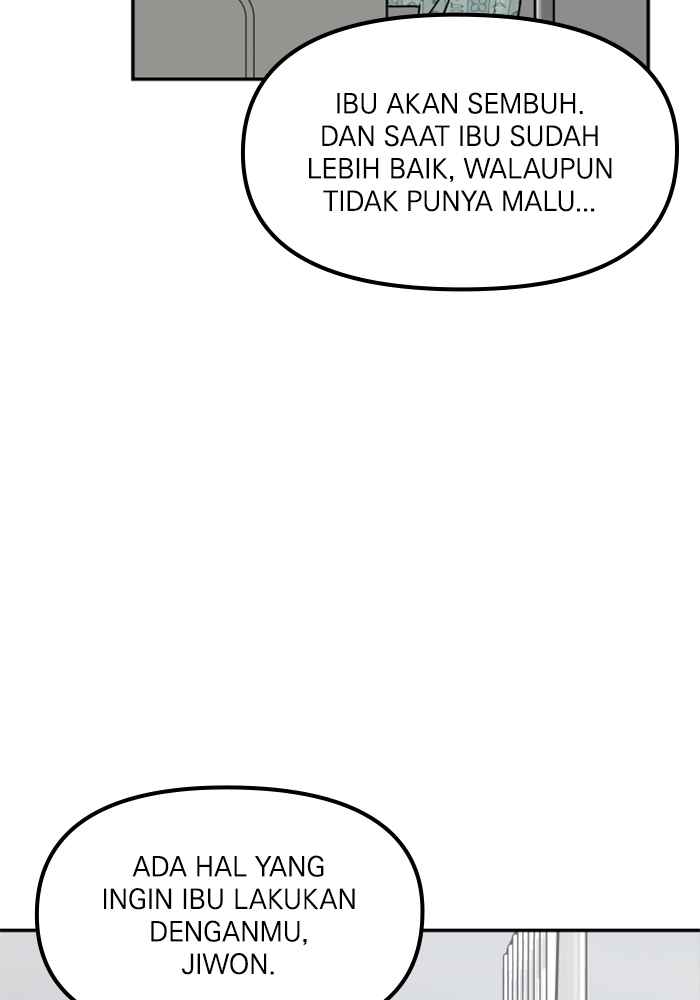 IBU AKAN SEMBUH.
DAN SAAT IBU SUDAH
LEBIH BAIK, WALAUPUN
TIDAK PUNYA MALU...
ADA HAL YANG
INGIN IBU LAKUKAN
DENGANMU,
JIWON.